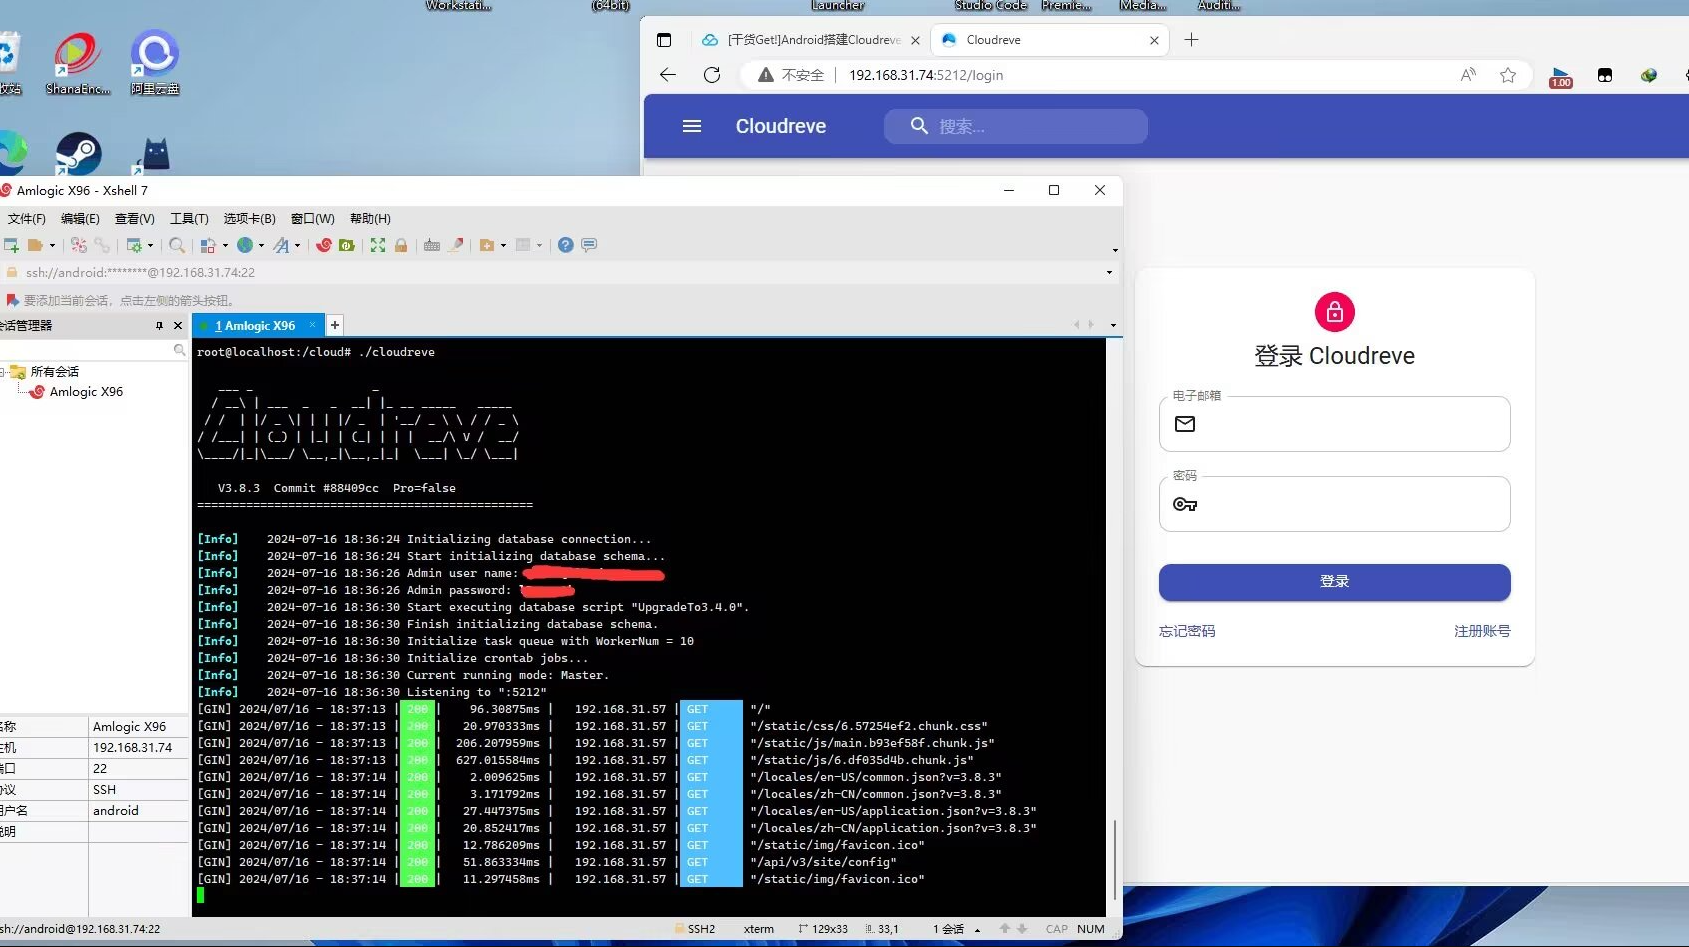 Workstati...
(64bit)
Launcher
Studio Code
Premie...
Media...
Auditi...
收站
ShanaEnc...
阿里云盘
[干货Get!]Android搭建Cloudreve
Cloudreve
不安全
192.168.31.74:5212/login
1.00
Cloudreve
搜索...
Amlogic X96 - Xshell 7
文件(F) 编辑(E) 查看(V) 工具(T) 选项卡(B) 窗口(W) 帮助(H)
ssh://android:********@192.168.31.74:22
要添加当前会话，点击左侧的箭头按钮。
会话管理器
1 Amlogic X96
所有会话
Amlogic X96
root@localhost:/cloud# ./cloudreve
V3.8.3 Commit #88409cc Pro=false
================================================
[Info] 2024-07-16 18:36:24 Initializing database connection...
[Info] 2024-07-16 18:36:24 Start initializing database schema...
[Info] 2024-07-16 18:36:26 Admin user name:
[Info] 2024-07-16 18:36:26 Admin password:
[Info] 2024-07-16 18:36:30 Start executing database script "UpgradeTo3.4.0".
[Info] 2024-07-16 18:36:30 Finish initializing database schema.
[Info] 2024-07-16 18:36:30 Initialize task queue with WorkerNum = 10
[Info] 2024-07-16 18:36:30 Initialize crontab jobs...
[Info] 2024-07-16 18:36:30 Current running mode: Master.
[Info] 2024-07-16 18:36:30 Listening to ":5212"
[GIN] 2024/07/16 - 18:37:13 | 200 | 96.30875ms | 192.168.31.57 | GET "/"
[GIN] 2024/07/16 - 18:37:13 | 200 | 20.970333ms | 192.168.31.57 | GET "/static/css/6.57254ef2.chunk.css"
[GIN] 2024/07/16 - 18:37:13 | 200 | 206.207959ms | 192.168.31.57 | GET "/static/js/main.b93ef58f.chunk.js"
[GIN] 2024/07/16 - 18:37:13 | 200 | 627.015584ms | 192.168.31.57 | GET "/static/js/6.df035d4b.chunk.js"
[GIN] 2024/07/16 - 18:37:14 | 200 | 2.009625ms | 192.168.31.57 | GET "/locales/en-US/common.json?v=3.8.3"
[GIN] 2024/07/16 - 18:37:14 | 200 | 3.171792ms | 192.168.31.57 | GET "/locales/zh-CN/common.json?v=3.8.3"
[GIN] 2024/07/16 - 18:37:14 | 200 | 27.447375ms | 192.168.31.57 | GET "/locales/en-US/application.json?v=3.8.3"
[GIN] 2024/07/16 - 18:37:14 | 200 | 20.852417ms | 192.168.31.57 | GET "/locales/zh-CN/application.json?v=3.8.3"
[GIN] 2024/07/16 - 18:37:14 | 200 | 12.786209ms | 192.168.31.57 | GET "/static/img/favicon.ico"
[GIN] 2024/07/16 - 18:37:14 | 200 | 51.863334ms | 192.168.31.57 | GET "/api/v3/site/config"
[GIN] 2024/07/16 - 18:37:14 | 200 | 11.297458ms | 192.168.31.57 | GET "/static/img/favicon.ico"
名称 Amlogic X96
主机 192.168.31.74
端口 22
协议 SSH
用户名 android
说明
sh://android@192.168.31.74:22
SSH2
xterm
129x33
33,1
1 会话
CAP
NUM
登录 Cloudreve
电子邮箱
密码
登录
忘记密码
注册账号